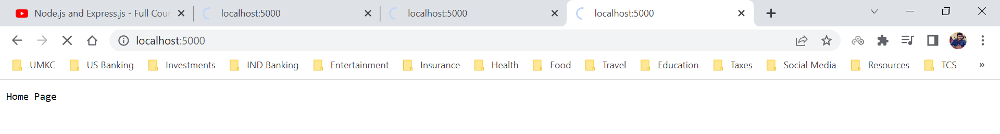 Node.js and Express.js - Full Cour
localhost:5000
localhost:5000
localhost:5000
localhost:5000
UMKC US Banking Investments IND Banking Entertainment Insurance Health Food Travel Education Taxes Social Media Resources TCS »
Home Page